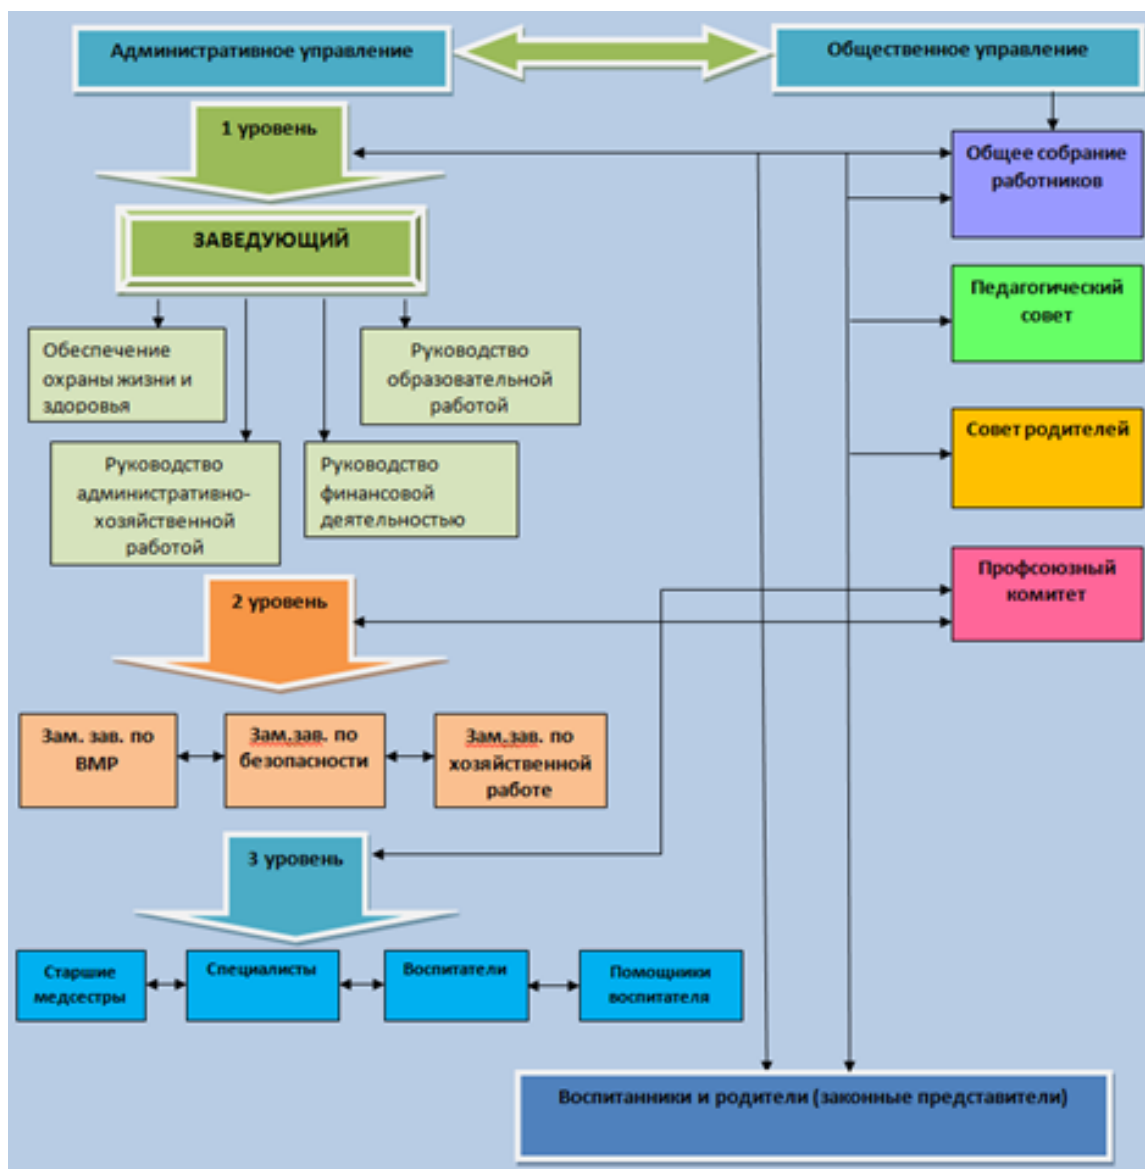 Административное управление
Общественное управление
1 уровень
Общее собрание
работников
ЗАВЕДУЮЩИЙ
Педагогический
совет
Обеспечение
охраны жизни и
здоровья
Руководство
образовательной
работой
Совет родителей
Руководство
административно-
хозяйственной
работой
Руководство
финансовой
деятельностью
Профсоюзный
комитет
2 уровень
Зам. зав. по
ВМР
Зам.зав. по
безопасности
Зам.зав. по
хозяйственной
работе
3 уровень
Старшие
медсестры
Специалисты
Воспитатели
Помощники
воспитателя
Воспитанники и родители (законные представители)